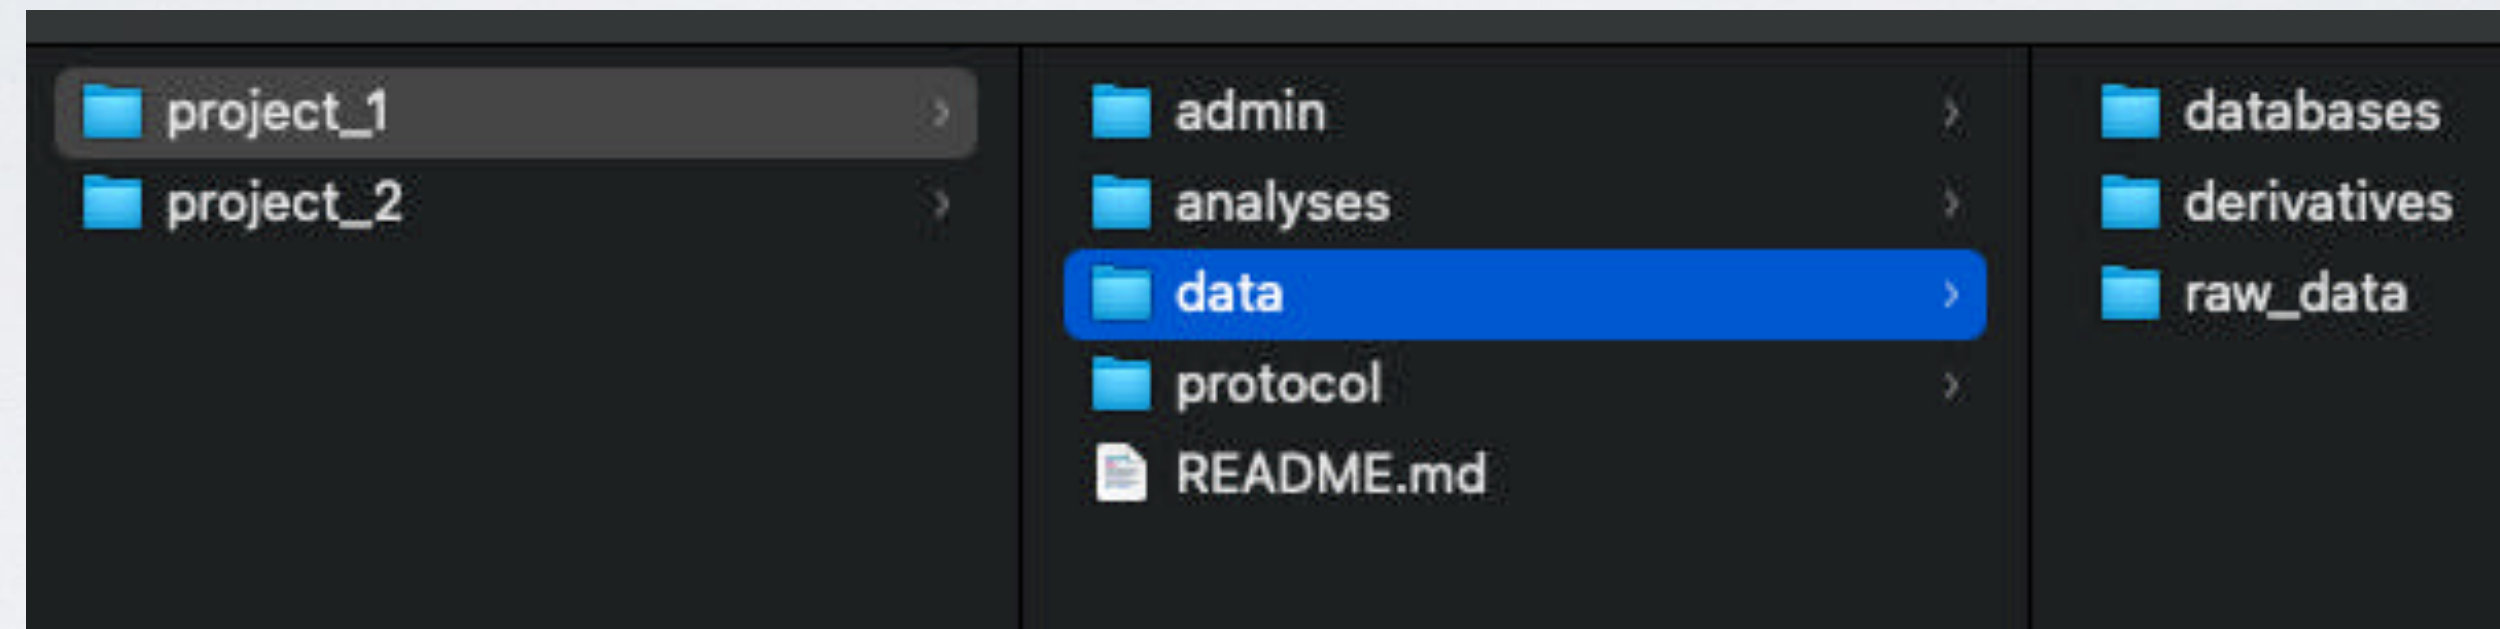 project_1
project_2
admin
analyses
data
protocol
README.md
databases
derivatives
raw_data